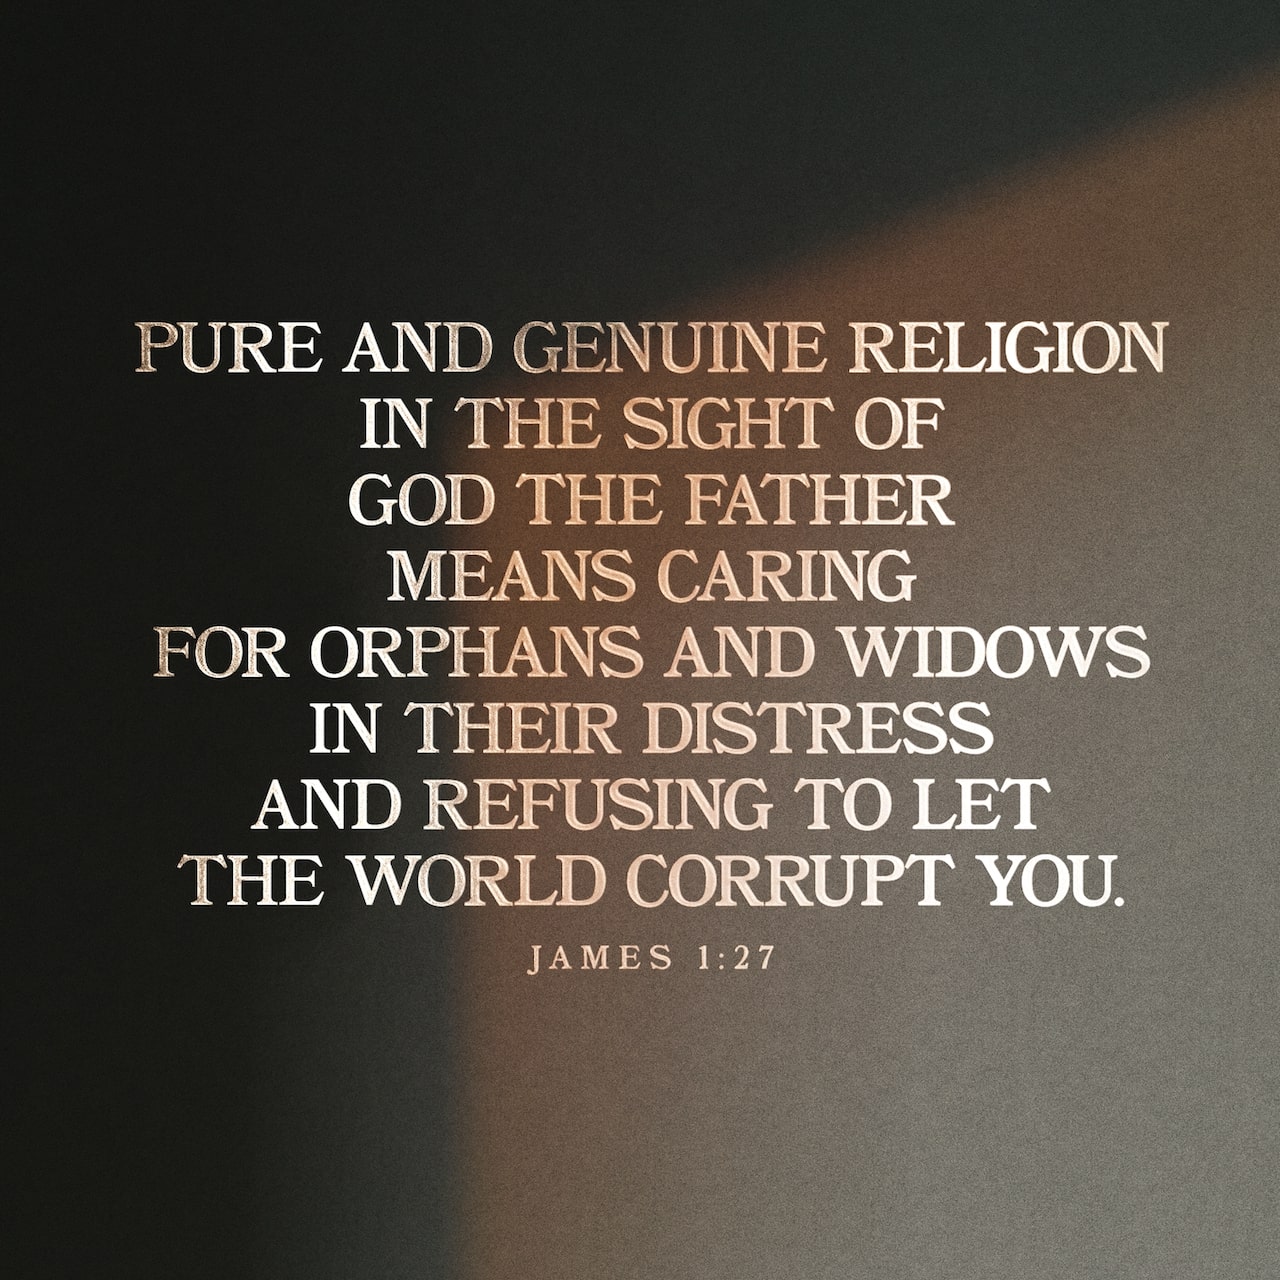 PURE AND GENUINE RELIGION
IN THE SIGHT OF
GOD THE FATHER
MEANS CARING
FOR ORPHANS AND WIDOWS
IN THEIR DISTRESS
AND REFUSING TO LET
THE WORLD CORRUPT YOU.
JAMES 1:27